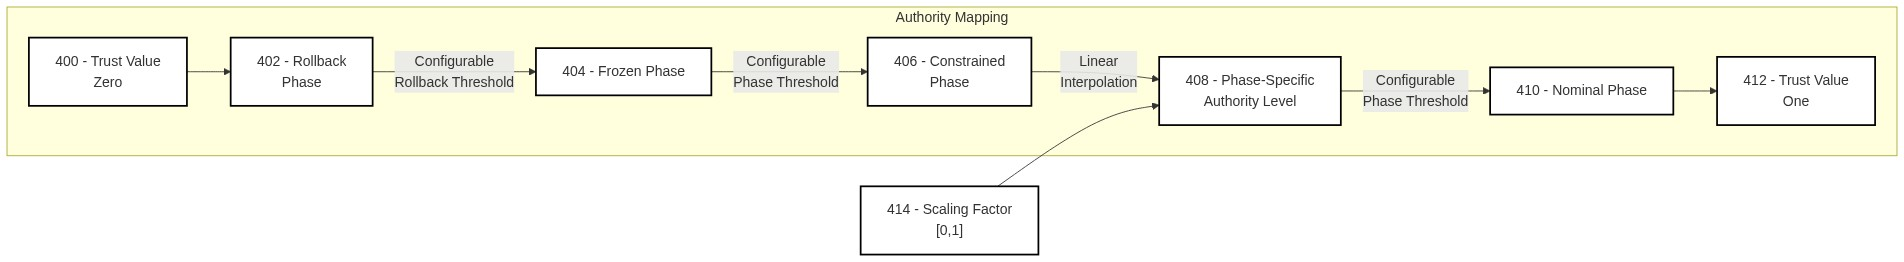 Authority Mapping
400 - Trust Value
Zero
402 - Rollback
Phase
Configurable
Rollback Threshold
404 - Frozen Phase
Configurable
Phase Threshold
406 - Constrained
Phase
Linear
Interpolation
408 - Phase-Specific
Authority Level
Configurable
Phase Threshold
410 - Nominal Phase
412 - Trust Value
One
414 - Scaling Factor
[0,1]